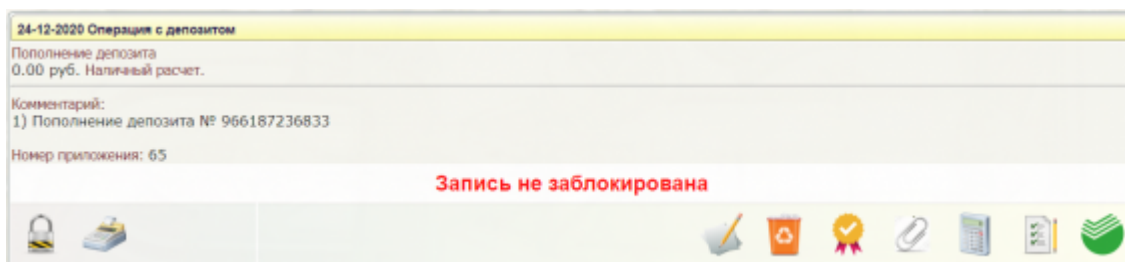 24-12-2020 Операция с депозитом
Пополнение депозита
0.00 руб. Наличный расчет.
Комментарий:
1) Пополнение депозита № 966187236833
Номер приложения: 65
Запись не заблокирована